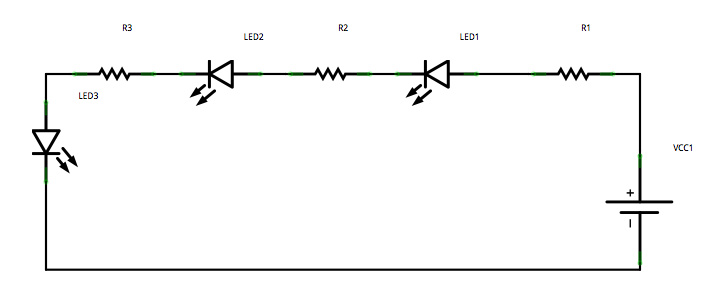 R3
LED2
R2
LED1
R1
LED3
VCC1
+
–